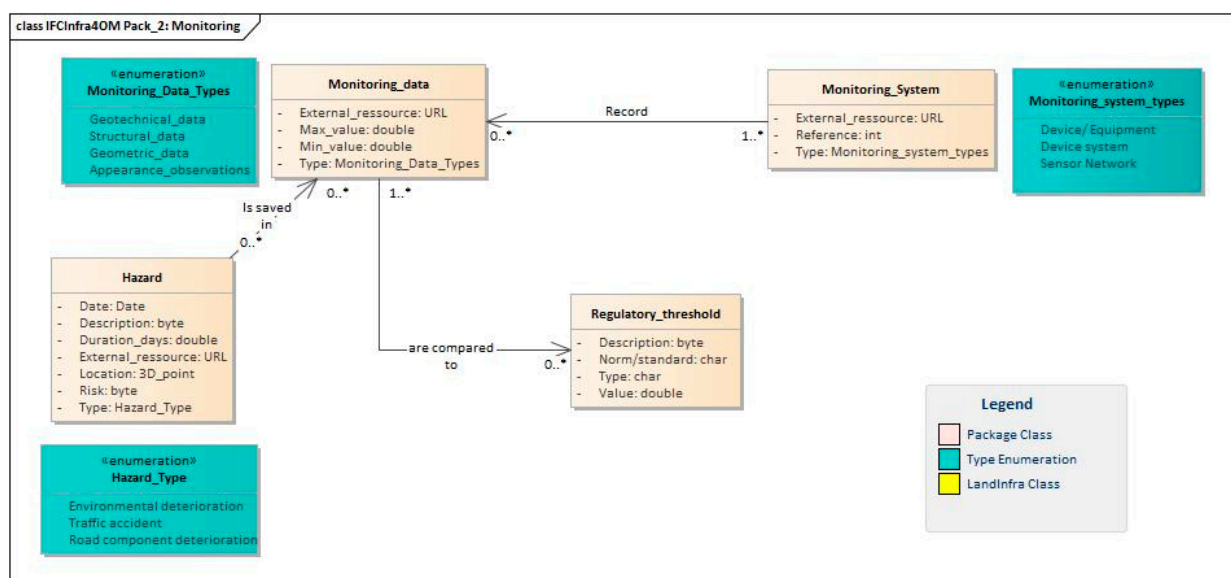 class IFCInfra4OM Pack_2: Monitoring
«enumeration»
Monitoring_Data_Types
Geotechnical_data
Structural_data
Geometric_data
Appearance_observations
Monitoring_data
- External_ressource: URL
- Max_value: double
- Min_value: double
- Type: Monitoring_Data_Types
Record
0..*
1..*
Monitoring_System
- External_ressource: URL
- Reference: int
- Type: Monitoring_system_types
«enumeration»
Monitoring_system_types
Device/ Equipment
Device system
Sensor Network
0..*
1..*
Is saved
in
0..*
Hazard
- Date: Date
- Description: byte
- Duration_days: double
- External_ressource: URL
- Location: 3D_point
- Risk: byte
- Type: Hazard_Type
are compared
to
0..*
Regulatory_threshold
- Description: byte
- Norm/standard: char
- Type: char
- Value: double
«enumeration»
Hazard_Type
Environmental deterioration
Traffic accident
Road component deterioration
Legend
Package Class
Type Enumeration
LandInfra Class